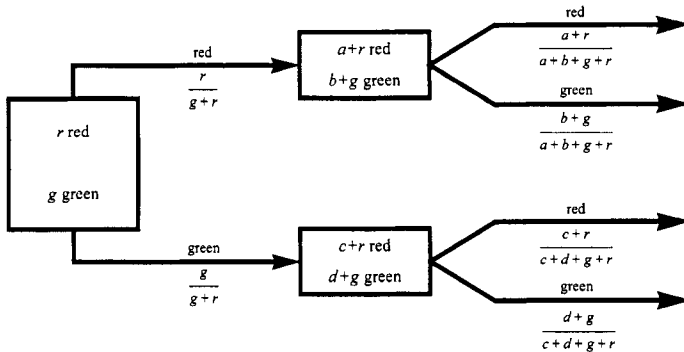 r red
g green
red
r
g+r
a+r red
b+g green
red
a+r
a+b+g+r
green
b+g
a+b+g+r
green
g
g+r
c+r red
d+g green
red
c+r
c+d+g+r
green
d+g
c+d+g+r